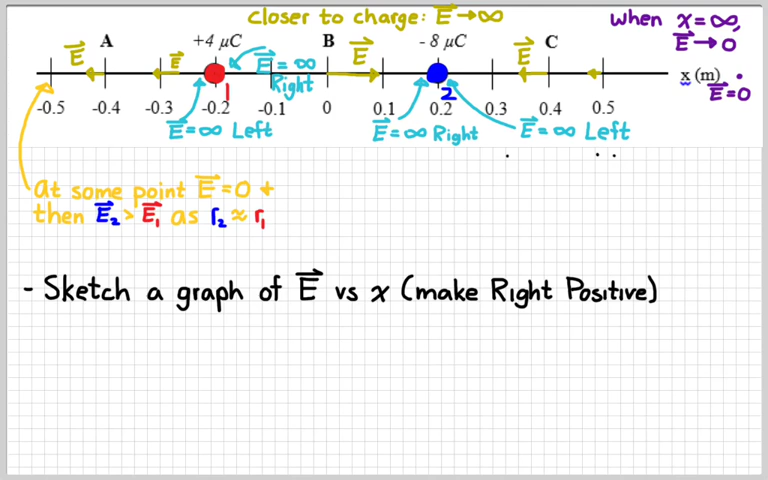 Closer to charge: E → ∞
when x = ∞,
E → 0
E
A
E
+4 μC
E = ∞
Right
B
E
- 8 μC
E
C
x (m)
E = 0
1
2
-0.5 -0.4 -0.3 -0.2 -0.1 0 0.1 0.2 0.3 0.4 0.5
E = ∞ Left
E = ∞ Right
E = ∞ Left
At some point E = 0 +
then E₂ > E₁ as r₂ ≈ r₁
- Sketch a graph of E vs x (make Right Positive)